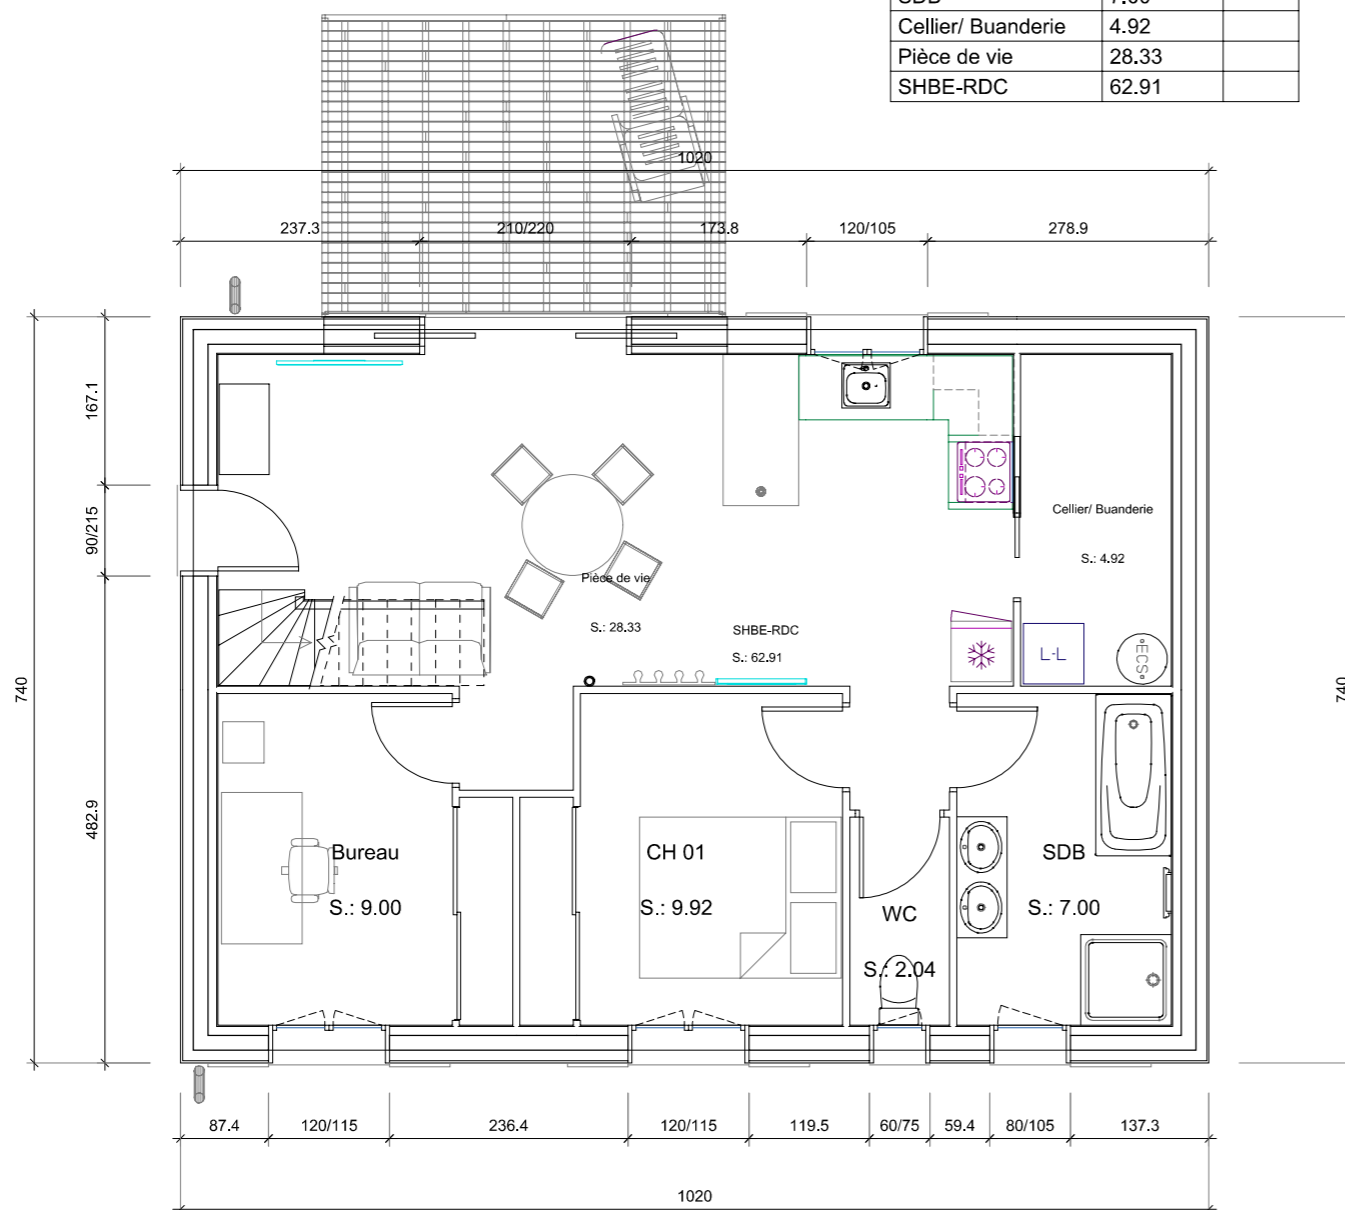 SDB 7.00
Cellier/ Buanderie 4.92
Pièce de vie 28.33
SHBE-RDC 62.91
1020
237.3 210/220 173.8 120/105 278.9
167.1
90/215
482.9
740
740
Cellier/ Buanderie
S.: 4.92
Pièce de vie
S.: 28.33
SHBE-RDC
S.: 62.91
L-L
ECS
Bureau
S.: 9.00
CH 01
S.: 9.92
WC
S.: 2.04
SDB
S.: 7.00
87.4 120/115 236.4 120/115 119.5 60/75 59.4 80/105 137.3
1020